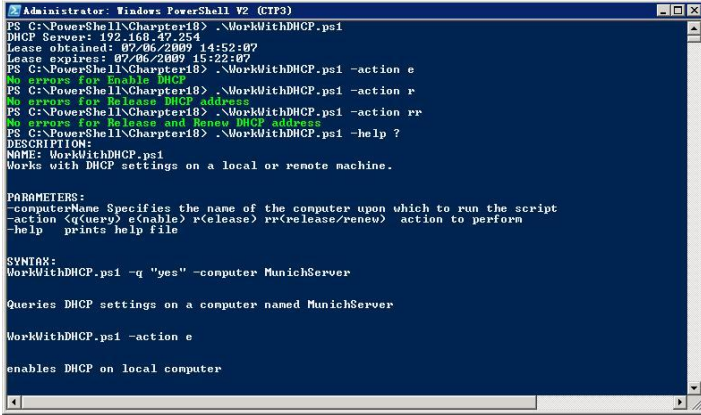 Administrator: Windows PowerShell V2 (CTP3)
PS C:\PowerShell\Charpter18> .\WorkWithDHCP.ps1
DHCP Server: 192.168.47.254
Lease obtained: 07/06/2009 14:52:07
Lease expires: 07/06/2009 15:22:07
PS C:\PowerShell\Charpter18> .\WorkWithDHCP.ps1 -action e
No errors for Enable DHCP
PS C:\PowerShell\Charpter18> .\WorkWithDHCP.ps1 -action r
No errors for Release DHCP address
PS C:\PowerShell\Charpter18> .\WorkWithDHCP.ps1 -action rr
No errors for Release and Renew DHCP address
PS C:\PowerShell\Charpter18> .\WorkWithDHCP.ps1 -help ?
DESCRIPTION:
NAME: WorkWithDHCP.ps1
Works with DHCP settings on a local or remote machine.
PARAMETERS:
-computerName Specifies the name of the computer upon which to run the script
-action <q(uery) e(nable) r(elease) rr(release/renew)  action to perform
-help   prints help file
SYNTAX:
WorkWithDHCP.ps1 -q "yes" -computer MunichServer
Queries DHCP settings on a computer named MunichServer
WorkWithDHCP.ps1 -action e
enables DHCP on local computer